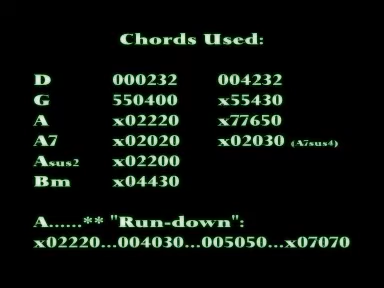 Chords Used:
D 000232 004232
G 550400 x55430
A x02220 x77650
A7 x02020 x02030 (A7sus4)
Asus2 x02200
Bm x04430
A......** "Run-down":
x02220...004030...005050...x07070